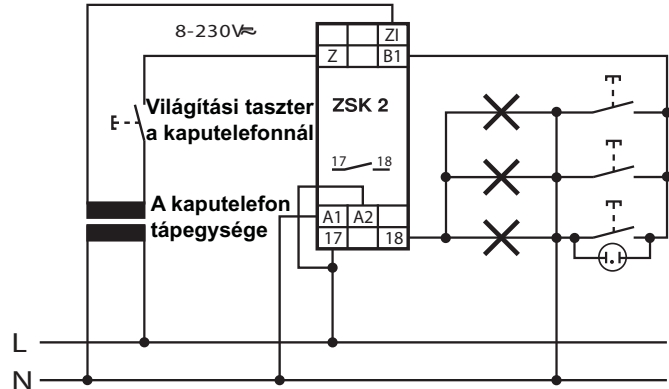 8-230V≂
ZI
Z B1
Világítási taszter
a kaputelefonnál
ZSK 2
17 18
A kaputelefon
tápegysége
A1 A2
17 18
L
N